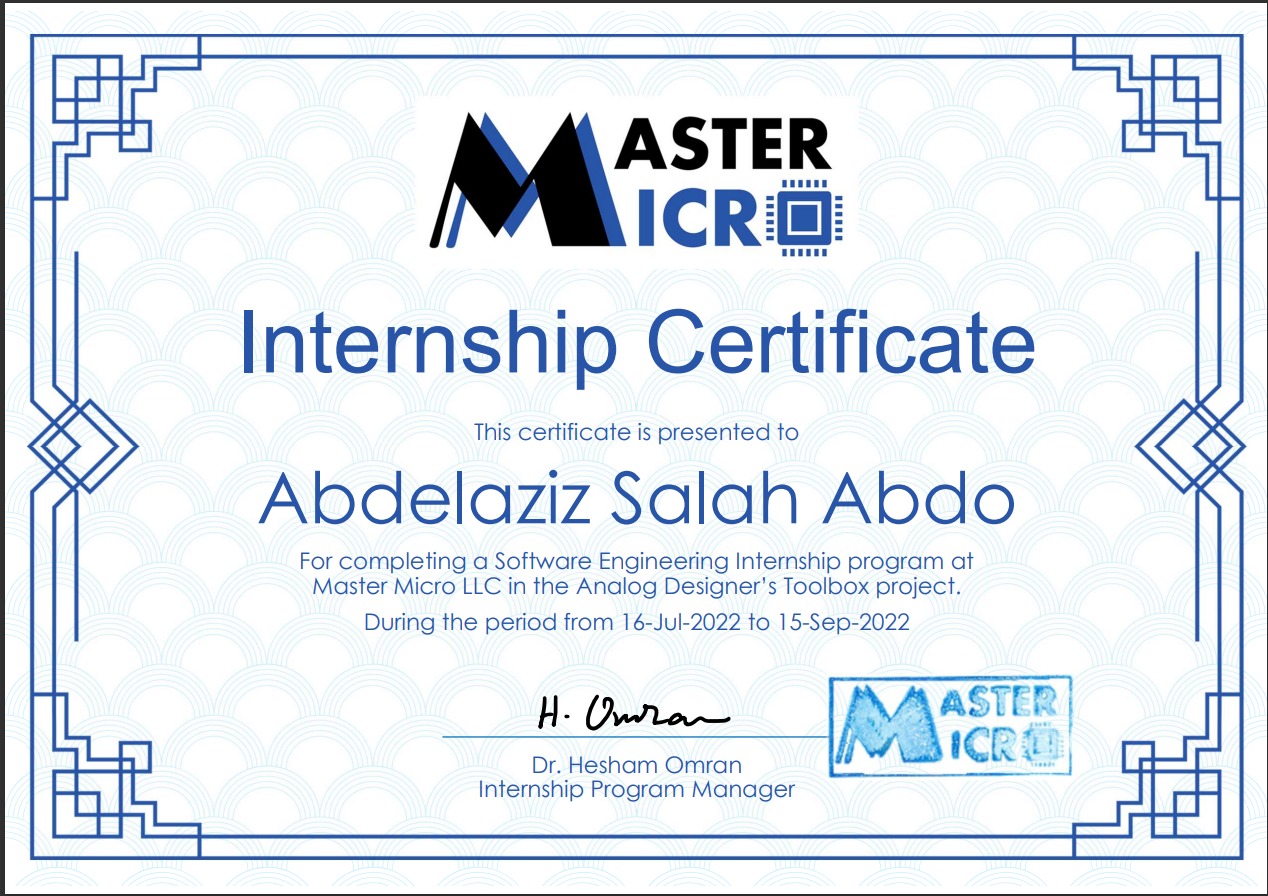 MASTER
MICRO
Internship Certificate
This certificate is presented to
Abdelaziz Salah Abdo
For completing a Software Engineering Internship program at
Master Micro LLC in the Analog Designer’s Toolbox project.
During the period from 16-Jul-2022 to 15-Sep-2022
H. Omran
MASTER
MICRO
Dr. Hesham Omran
Internship Program Manager